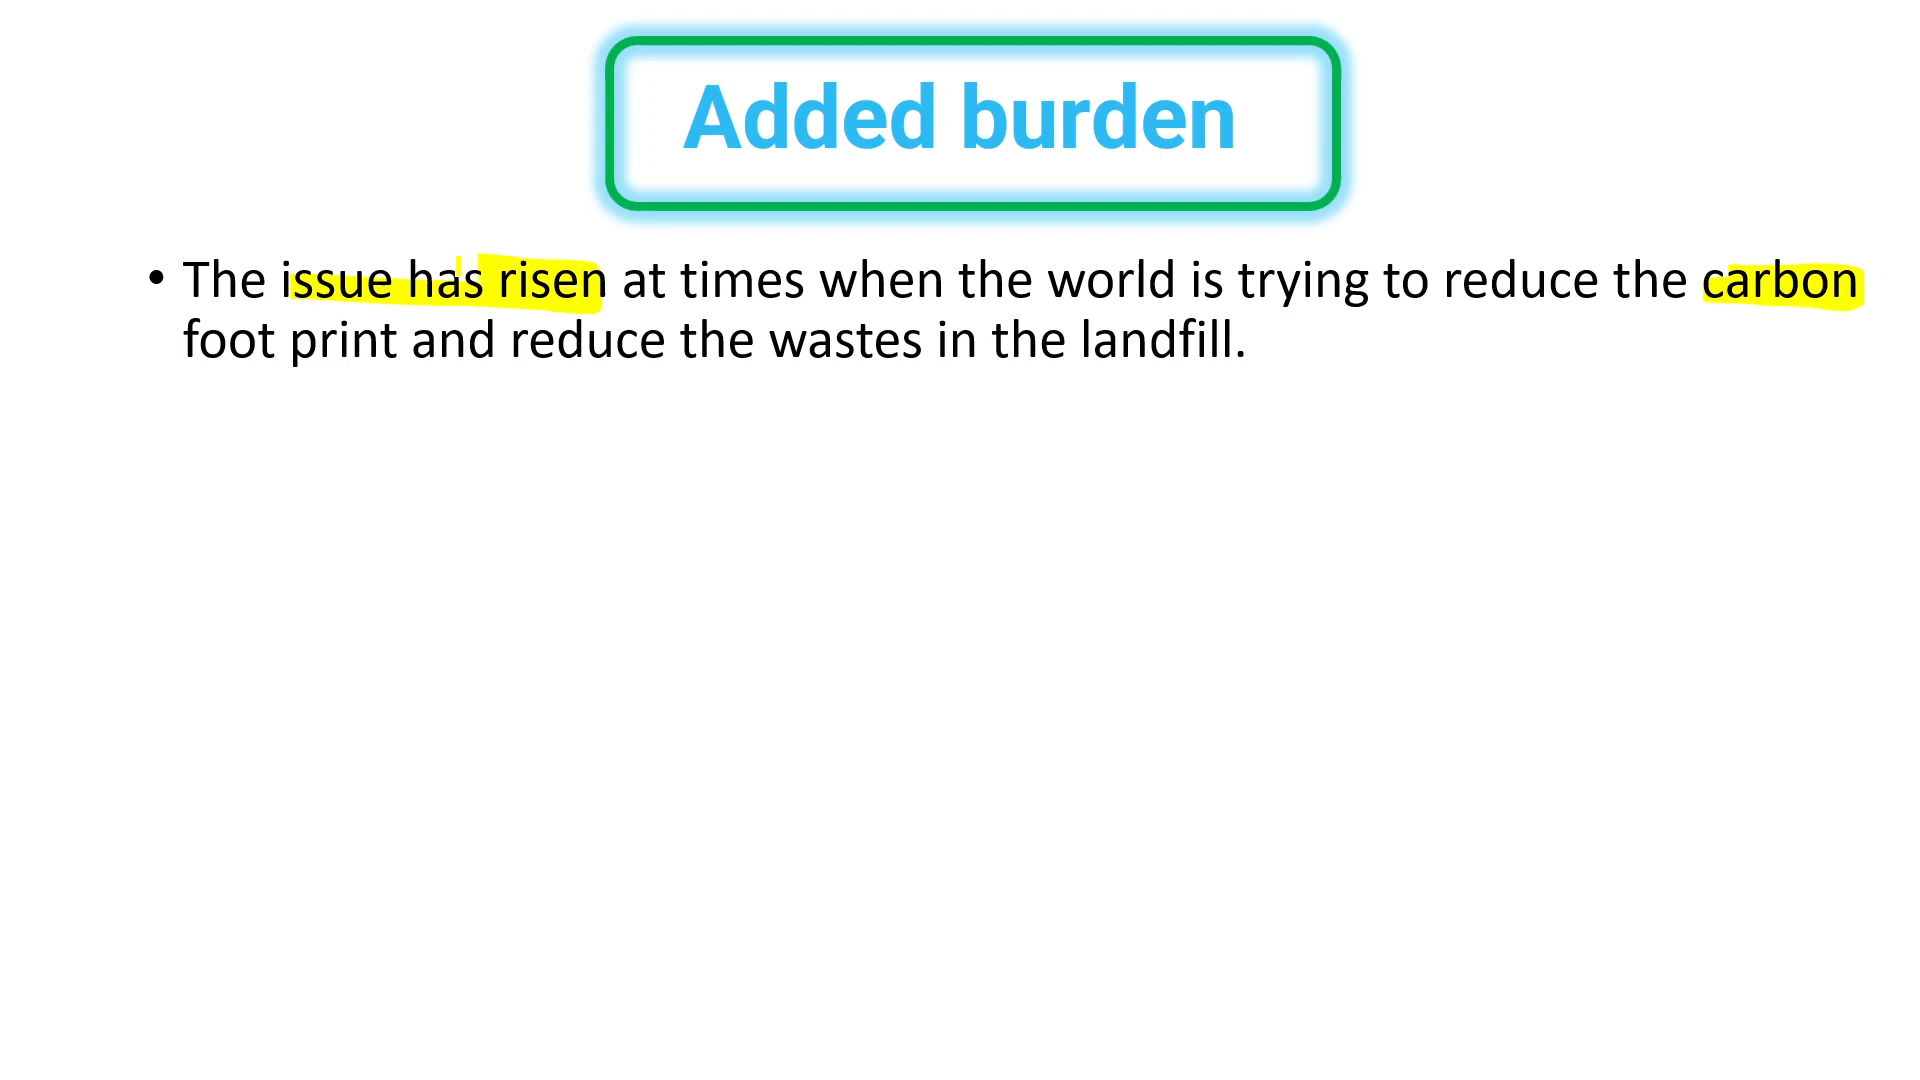 Added burden
• The issue has risen at times when the world is trying to reduce the carbon
foot print and reduce the wastes in the landfill.